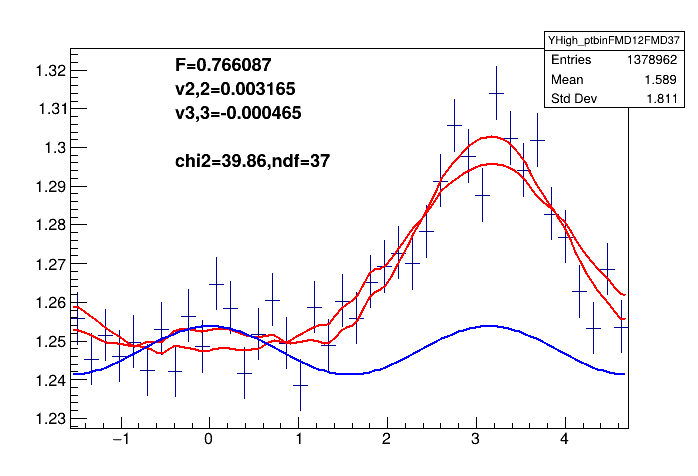 YHigh_ptbinFMD12FMD37
Entries 1378962
Mean 1.589
Std Dev 1.811
F=0.766087
v2,2=0.003165
v3,3=-0.000465
chi2=39.86,ndf=37
1.32
1.31
1.3
1.29
1.28
1.27
1.26
1.25
1.24
1.23
−1 0 1 2 3 4